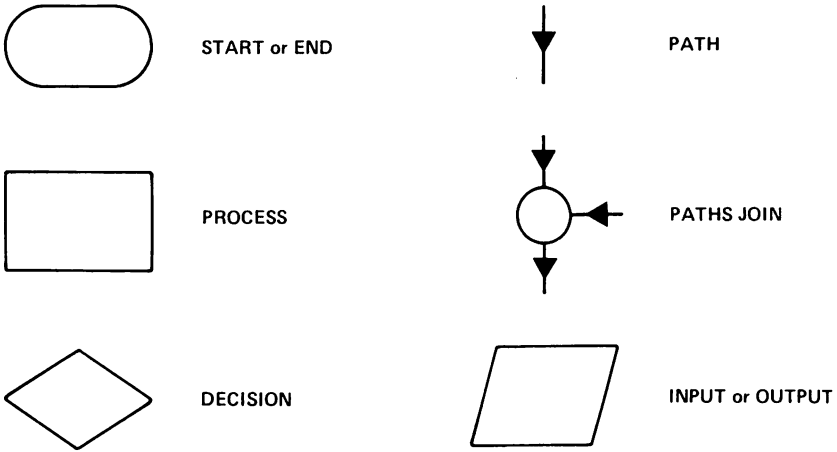 START or END
PATH
PROCESS
PATHS JOIN
DECISION
INPUT or OUTPUT